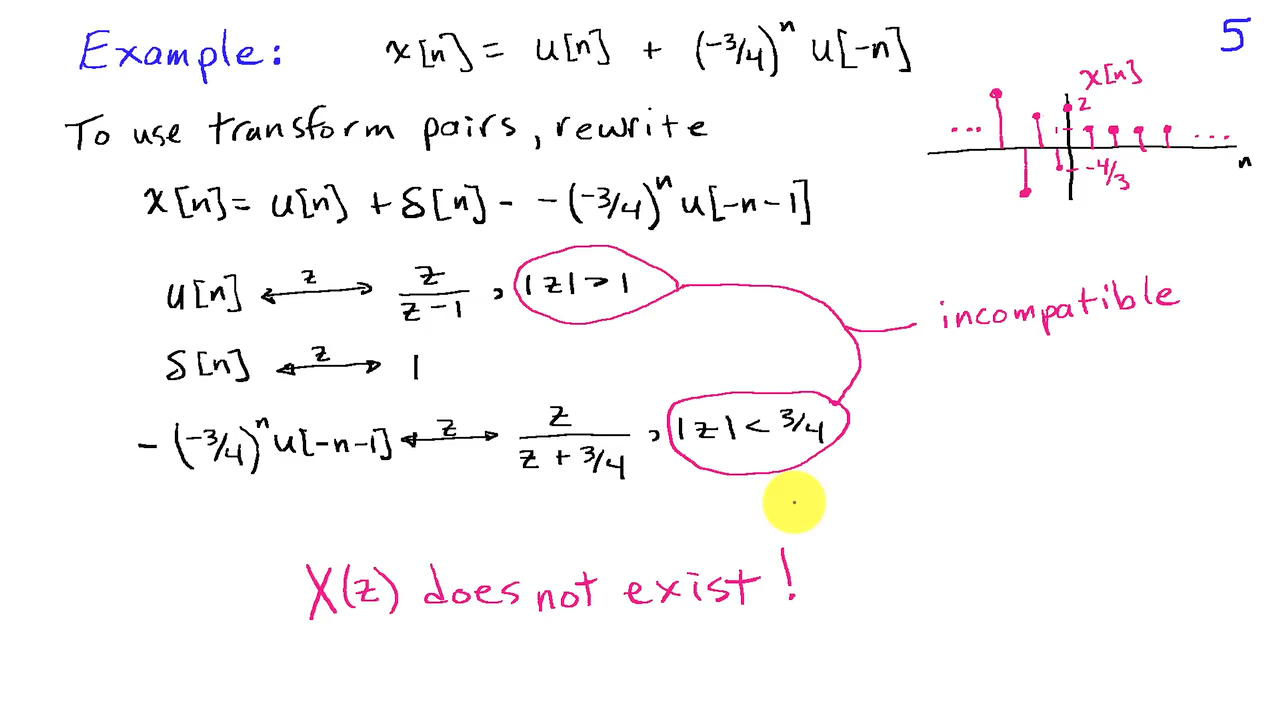 Example: x[n] = u[n] + (-3/4)^n u[-n]
5
To use transform pairs, rewrite
x[n]
2
1
-4/3
... ...
n
x[n] = u[n] + δ[n] - -(-3/4)^n u[-n-1]
u[n] <-z-> z/(z-1), |z| > 1
incompatible
δ[n] <-z-> 1
-(-3/4)^n u[-n-1] <-z-> z/(z + 3/4), |z| < 3/4
X(z) does not exist!